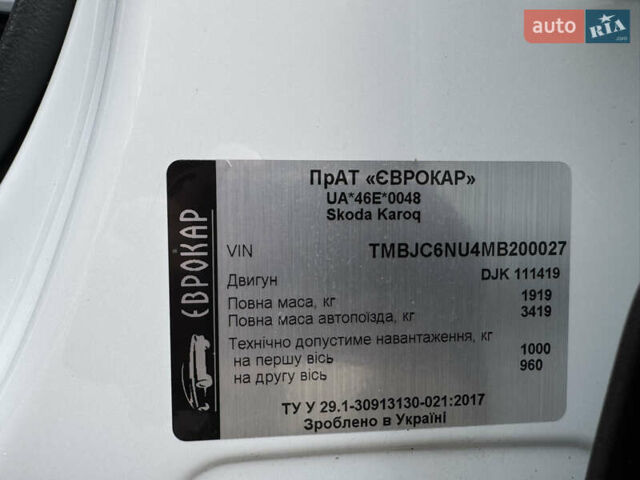 auto RIA.com
ПрАТ «ЄВРОКАР»
UA*46E*0048
Skoda Karoq
ЄВРОКАР
VIN TMBJC6NU4MB200027
Двигун DJK 111419
Повна маса, кг 1919
Повна маса автопоїзда, кг 3419
Технічно допустиме навантаження, кг
на першу вісь 1000
на другу вісь 960
ТУ У 29.1-30913130-021:2017
Зроблено в Україні